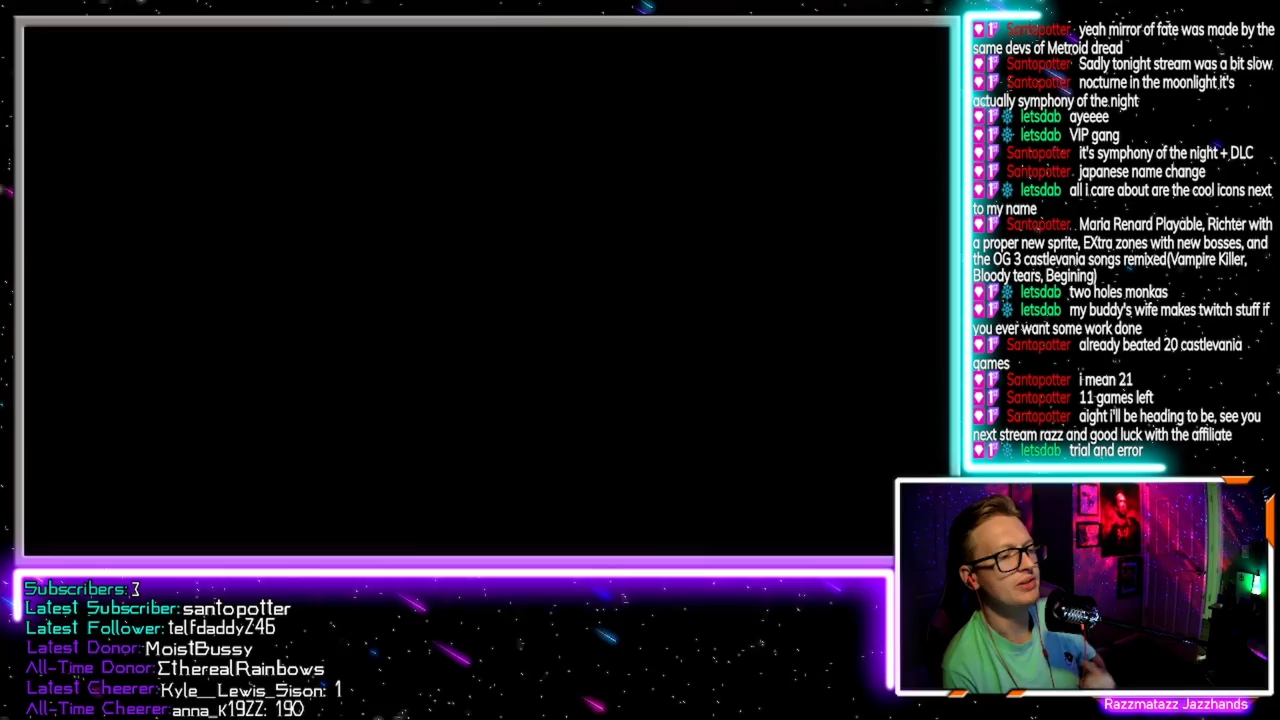 Santopotter yeah mirror of fate was made by the
same devs of Metroid dread
Santopotter Sadly tonight stream was a bit slow
Santopotter nocturne in the moonlight it's
actually symphony of the night
letsdab ayeeee
letsdab VIP gang
Santopotter it's symphony of the night + DLC
Santopotter japanese name change
letsdab all i care about are the cool icons next
to my name
Santopotter Maria Renard Playable, Richter with
a proper new sprite, EXtra zones with new bosses, and
the OG 3 castlevania songs remixed(Vampire Killer,
Bloody tears, Begining)
letsdab two holes monkas
letsdab my buddy's wife makes twitch stuff if
you ever want some work done
Santopotter already beated 20 castlevania
games
Santopotter i mean 21
Santopotter 11 games left
Santopotter aight i'll be heading to be, see you
next stream razz and good luck with the affiliate
letsdab trial and error
Subscribers: 3
Latest Subscriber: santopotter
Latest Follower: telfdaddy246
Latest Donor: MoistBussy
All-Time Donor: EtherealRainbows
Latest Cheerer: Kyle_Lewis_Sison: 1
All-Time Cheerer: anna_k1922: 190
Razzmatazz Jazzhands